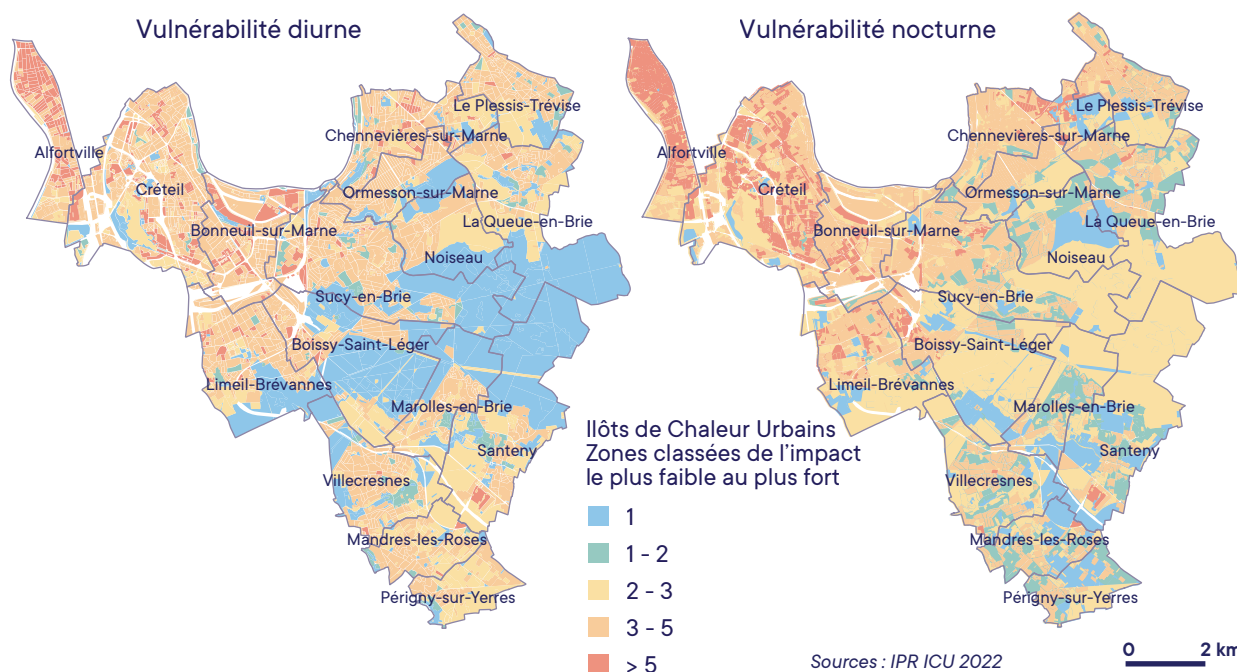 Vulnérabilité diurne
Le Plessis-Trévise
Chennevières-sur-Marne
Alfortville
Créteil
Ormesson-sur-Marne
Bonneuil-sur-Marne
La Queue-en-Brie
Noiseau
Sucy-en-Brie
Boissy-Saint-Léger
Limeil-Brévannes
Marolles-en-Brie
Santeny
Villecresnes
Mandres-les-Roses
Périgny-sur-Yerres
Vulnérabilité nocturne
Le Plessis-Trévise
Chennevières-sur-Marne
Alfortville
Créteil
Ormesson-sur-Marne
Bonneuil-sur-Marne
La Queue-en-Brie
Noiseau
Sucy-en-Brie
Boissy-Saint-Léger
Limeil-Brévannes
Marolles-en-Brie
Santeny
Villecresnes
Mandres-les-Roses
Périgny-sur-Yerres
Ilôts de Chaleur Urbains
Zones classées de l'impact
le plus faible au plus fort
1
1 - 2
2 - 3
3 - 5
> 5
Sources : IPR ICU 2022
0 2 km